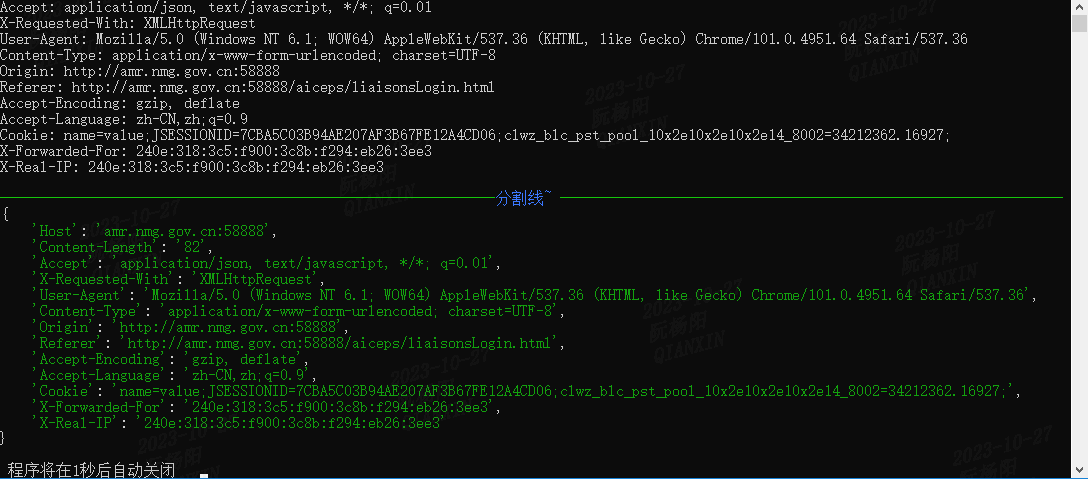 Accept: application/json, text/javascript, */*; q=0.01
X-Requested-With: XMLHttpRequest
User-Agent: Mozilla/5.0 (Windows NT 6.1; WOW64) AppleWebKit/537.36 (KHTML, like Gecko) Chrome/101.0.4951.64 Safari/537.36
Content-Type: application/x-www-form-urlencoded; charset=UTF-8
Origin: http://amr.nmg.gov.cn:58888
Referer: http://amr.nmg.gov.cn:58888/aiceps/liaisonsLogin.html
Accept-Encoding: gzip, deflate
Accept-Language: zh-CN,zh;q=0.9
Cookie: name=value;JSESSIONID=7CBA5C03B94AE207AF3B67FE12A4CD06;clwz_blc_pst_pool_10x2e10x2e10x2e14_8002=34212362.16927;
X-Forwarded-For: 240e:318:3c5:f900:3c8b:f294:eb26:3ee3
X-Real-IP: 240e:318:3c5:f900:3c8b:f294:eb26:3ee3
分割线~
{
'Host': 'amr.nmg.gov.cn:58888',
'Content-Length': '82',
'Accept': 'application/json, text/javascript, */*; q=0.01',
'X-Requested-With': 'XMLHttpRequest',
'User-Agent': 'Mozilla/5.0 (Windows NT 6.1; WOW64) AppleWebKit/537.36 (KHTML, like Gecko) Chrome/101.0.4951.64 Safari/537.36',
'Content-Type': 'application/x-www-form-urlencoded; charset=UTF-8',
'Origin': 'http://amr.nmg.gov.cn:58888',
'Referer': 'http://amr.nmg.gov.cn:58888/aiceps/liaisonsLogin.html',
'Accept-Encoding': 'gzip, deflate',
'Accept-Language': 'zh-CN,zh;q=0.9',
'Cookie': 'name=value;JSESSIONID=7CBA5C03B94AE207AF3B67FE12A4CD06;clwz_blc_pst_pool_10x2e10x2e10x2e14_8002=34212362.16927;',
'X-Forwarded-For': '240e:318:3c5:f900:3c8b:f294:eb26:3ee3',
'X-Real-IP': '240e:318:3c5:f900:3c8b:f294:eb26:3ee3'
}
程序将在1秒后自动关闭
2023-10-27
阮杨阳
QIANXIN